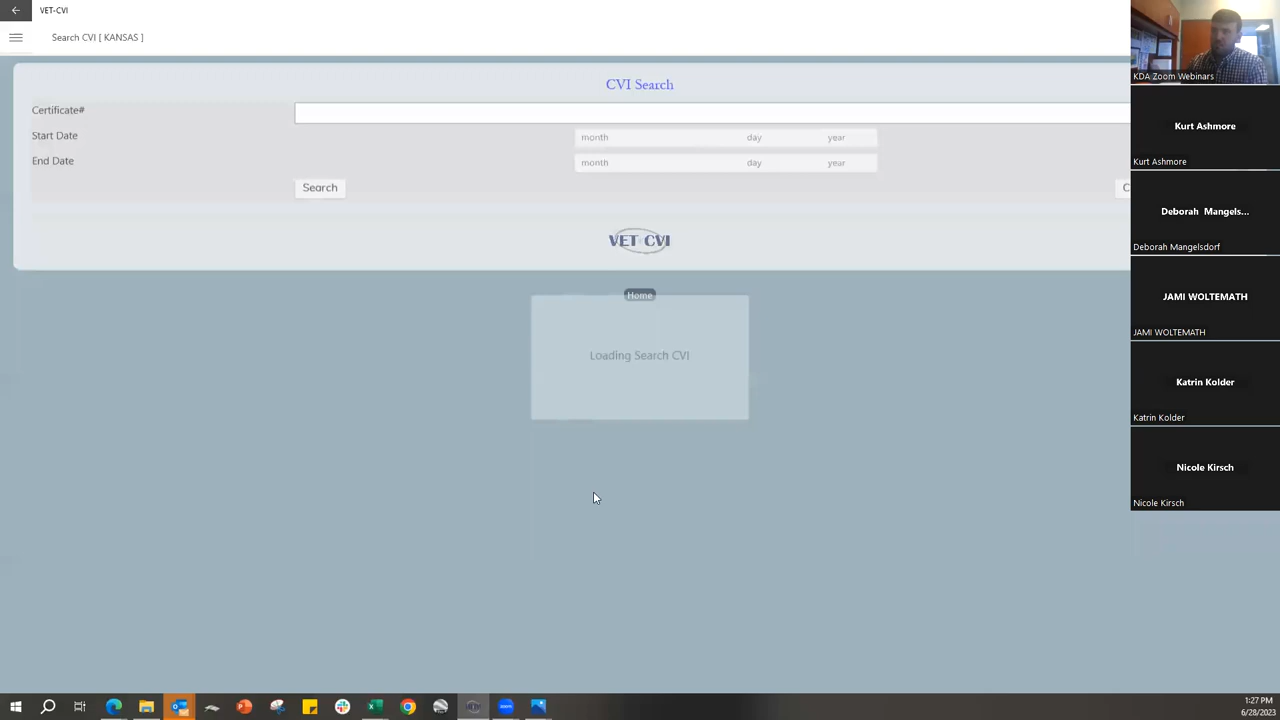 VET-CVI
Search CVI [ KANSAS ]
CVI Search
Certificate#
Start Date
month day year
End Date
month day year
Search
VET CVI
Home
Loading Search CVI
KDA Zoom Webinars
Kurt Ashmore
Kurt Ashmore
Deborah Mangels...
Deborah Mangelsdorf
JAMI WOLTEMATH
JAMI WOLTEMATH
Katrin Kolder
Katrin Kolder
Nicole Kirsch
Nicole Kirsch
1:27 PM
6/28/2023